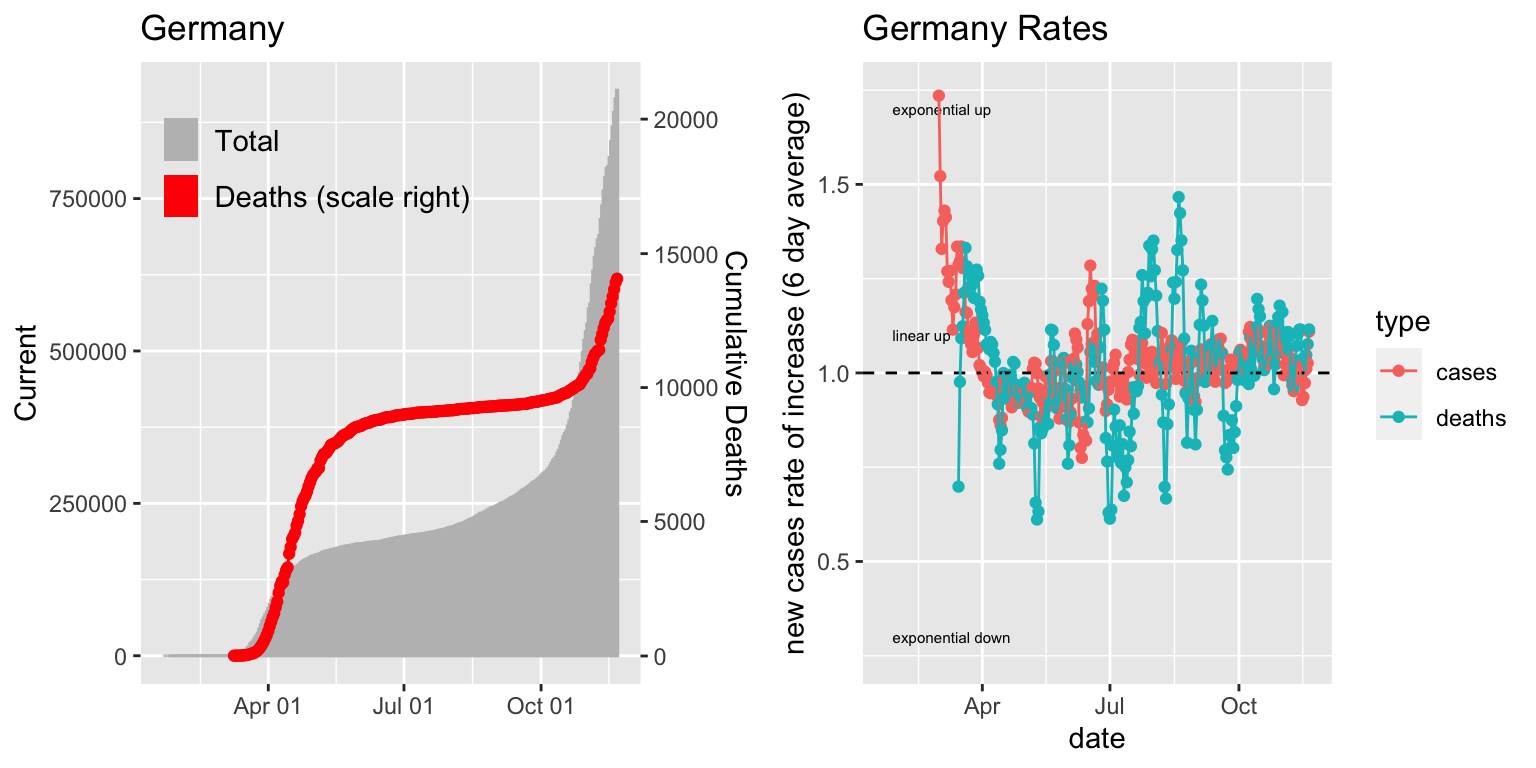 Germany
Total
Deaths (scale right)
Current
750000
500000
250000
0
20000
15000
10000
5000
0
Cumulative Deaths
Apr 01
Jul 01
Oct 01
Germany Rates
new cases rate of increase (6 day average)
1.5
1.0
0.5
exponential up
linear up
exponential down
Apr
Jul
Oct
date
type
cases
deaths